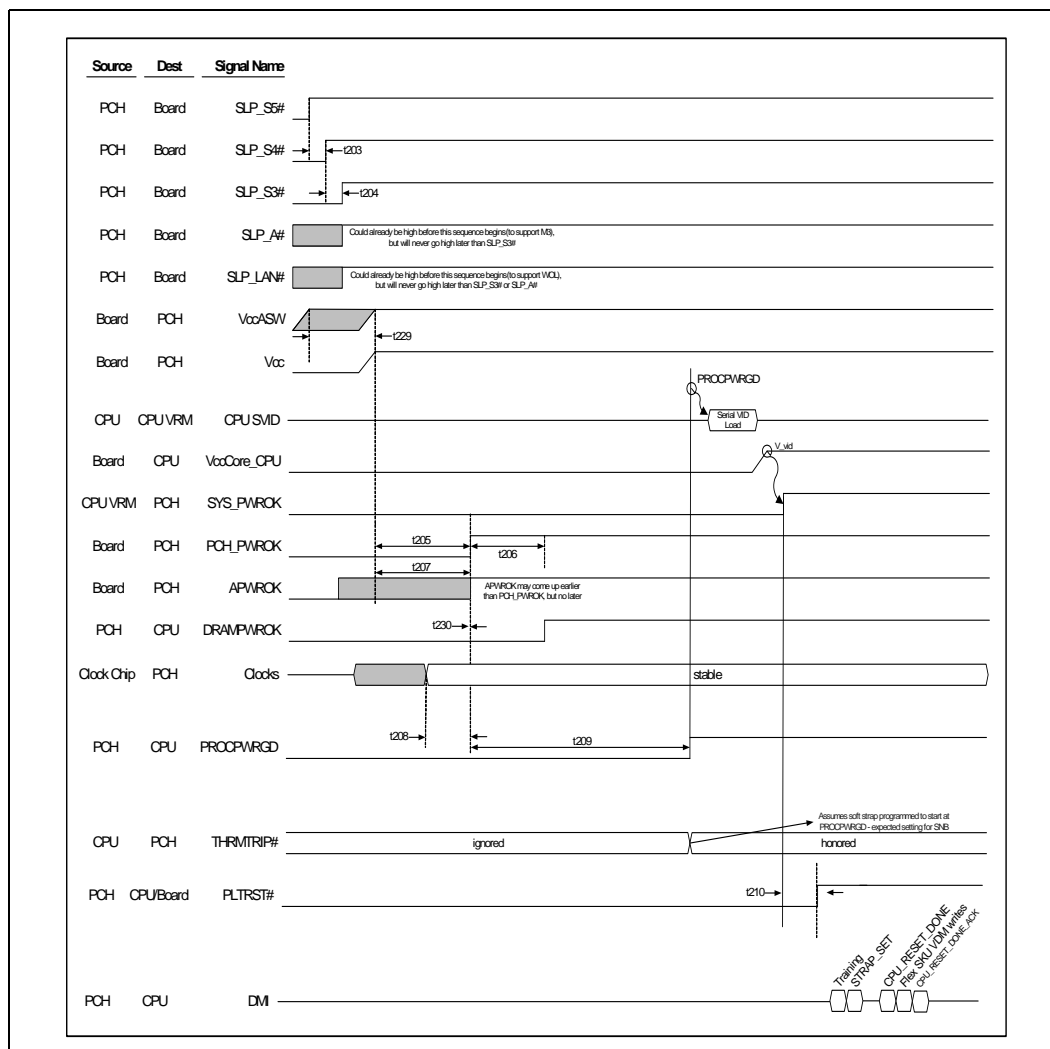 Source Dest Signal Name
PCH Board SLP_S5#
PCH Board SLP_S4# t203
PCH Board SLP_S3# t204
PCH Board SLP_A# Could already be high before this sequence begins (to support M3),
but will never go high later than SLP_S3#
PCH Board SLP_LAN# Could already be high before this sequence begins (to support WOL),
but will never go high later than SLP_S3# or SLP_A#
Board PCH VccASW
t229
Board PCH Vcc
PROCPWRGD
CPU CPU VRM CPU SVID Serial VID
Load
V_vid
Board CPU VccCore_CPU
CPU VRM PCH SYS_PWROK
Board PCH PCH_PWROK t205 t206
t207
Board PCH APWROK APWROK may come up earlier
than PCH_PWROK, but no later
PCH CPU DRAMPWROK t230
Clock Chip PCH Clocks stable
t208 t209
PCH CPU PROCPWRGD
Assumes soft strap programmed to start at
PROCPWRGD - expected setting for SNB
CPU PCH THRMTRIP# ignored honored
PCH CPU/Board PLTRST# t210
Training
STRAP_SET
CPU_RESET_DONE
Flex SKU VDM writes
CPU_RESET_DONE_ACK
PCH CPU DMI